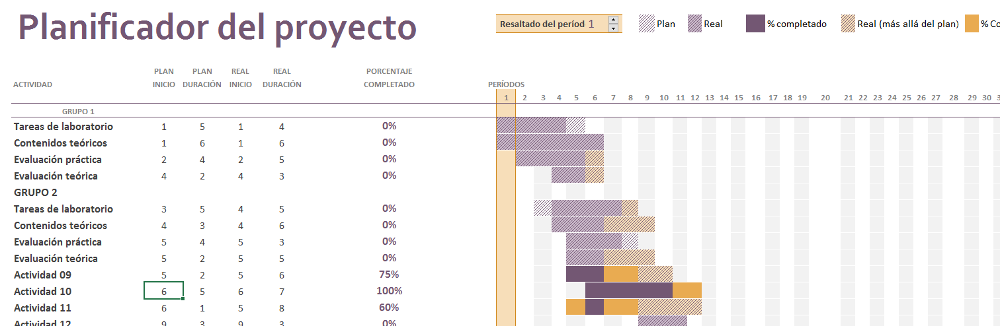 Planificador del proyecto
Resaltado del períod 1 Plan Real % completado Real (más allá del plan) % Co
PLAN PLAN REAL REAL PORCENTAJE
ACTIVIDAD INICIO DURACIÓN INICIO DURACIÓN COMPLETADO PERÍODOS
1 2 3 4 5 6 7 8 9 10 11 12 13 14 15 16 17 18 19 20 21 22 23 24 25 26 27 28 29 30
GRUPO 1
Tareas de laboratorio 1 5 1 4 0%
Contenidos teóricos 1 6 1 6 0%
Evaluación práctica 2 4 2 5 0%
Evaluación teórica 4 2 4 3 0%
GRUPO 2
Tareas de laboratorio 3 5 4 5 0%
Contenidos teóricos 4 3 4 6 0%
Evaluación práctica 5 4 5 3 0%
Evaluación teórica 5 2 5 5 0%
Actividad 09 5 2 5 6 75%
Actividad 10 6 5 6 7 100%
Actividad 11 6 1 5 8 60%
Actividad 12 9 3 9 3 0%